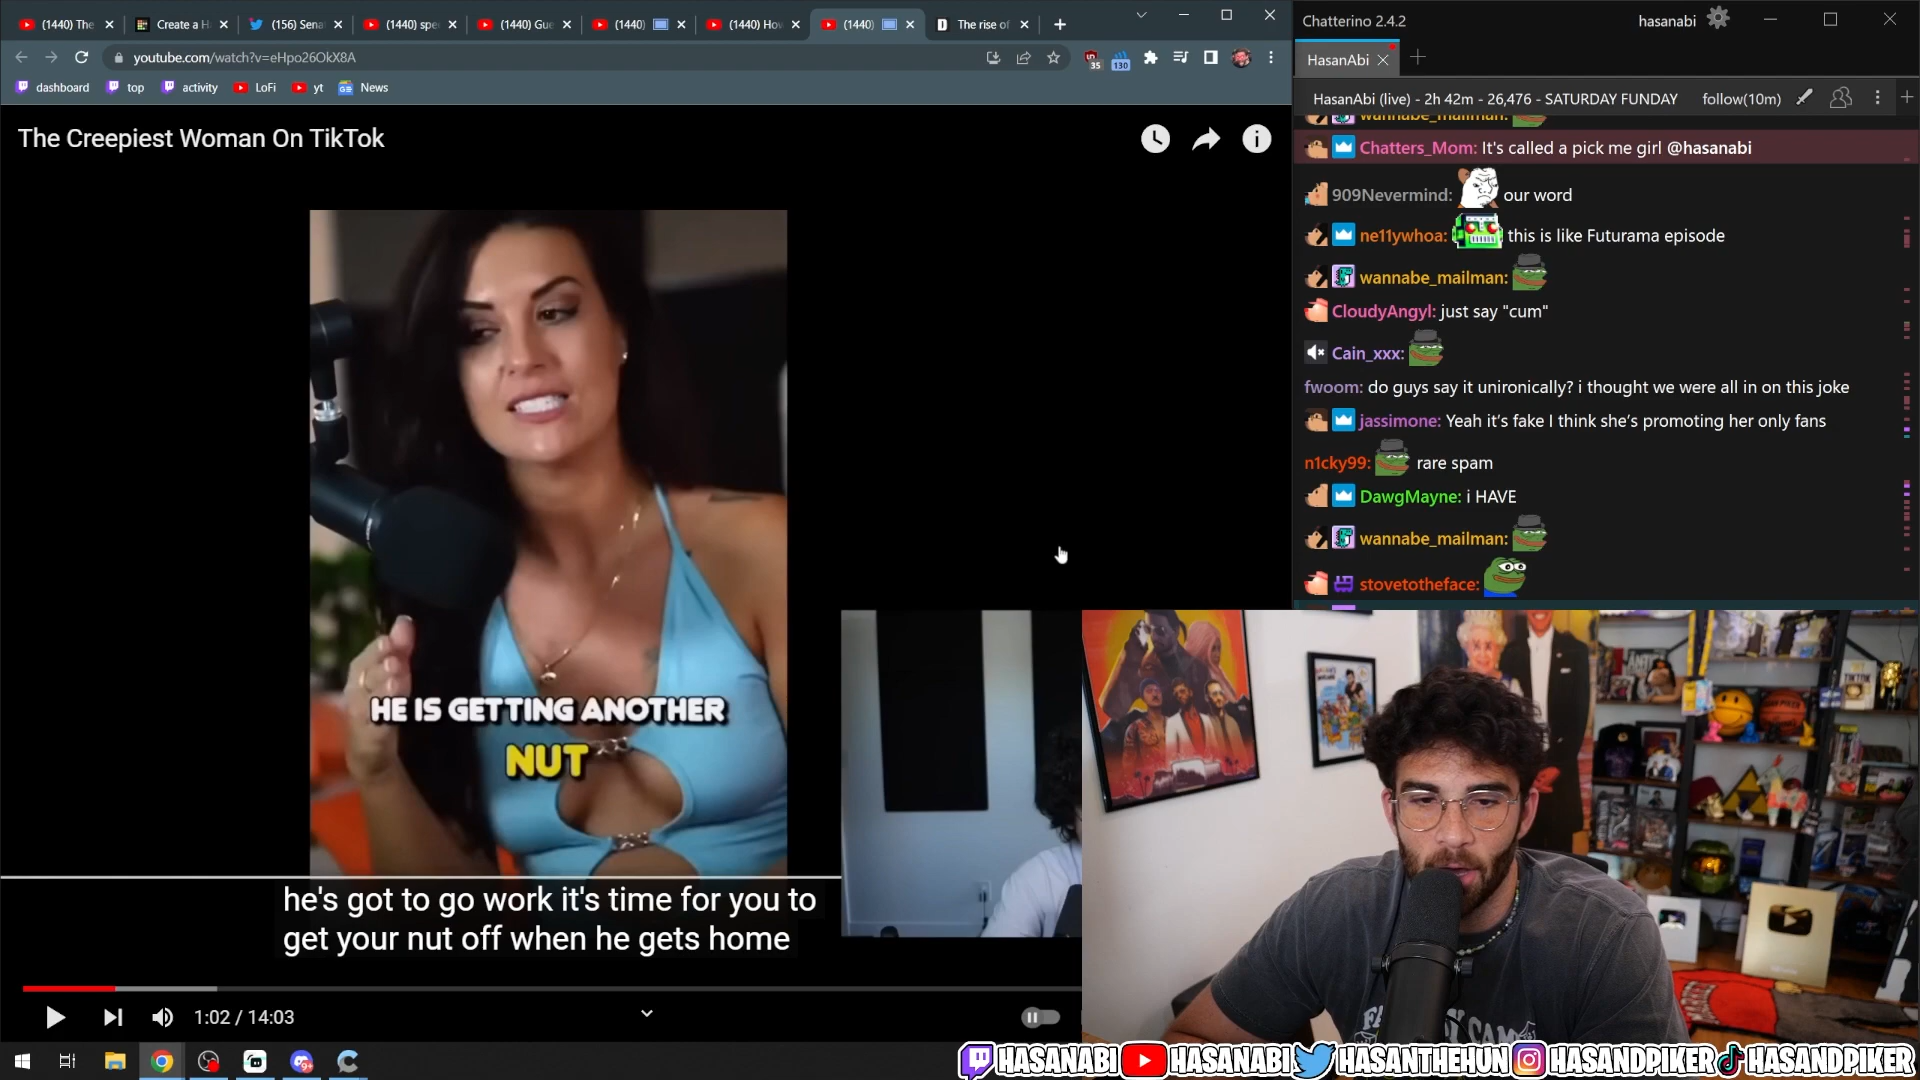 (1440) The
Create a H
(156) Sena
(1440) spe
(1440) Gue
(1440)
(1440) How
(1440)
The rise of
youtube.com/watch?v=eHpo26OkX8A
35
130
dashboard
top
activity
LoFi
yt
News
The Creepiest Woman On TikTok
HE IS GETTING ANOTHER
NUT
he's got to go work it's time for you to
get your nut off when he gets home
1:02 / 14:03
Chatterino 2.4.2
hasanabi
HasanAbi
HasanAbi (live) - 2h 42m - 26,476 - SATURDAY FUNDAY
follow(10m)
wannabe_mailman:
Chatters_Mom: It's called a pick me girl @hasanabi
909Nevermind: our word
ne11ywhoa: this is like Futurama episode
wannabe_mailman:
CloudyAngyl: just say "cum"
Cain_xxx:
fwoom: do guys say it unironically? i thought we were all in on this joke
jassimone: Yeah it's fake I think she's promoting her only fans
n1cky99: rare spam
DawgMayne: i HAVE
wannabe_mailman:
stovetotheface:
HASANABI
HASANABI
HASANTHEHUN
HASANDPIKER
HASANDPIKER